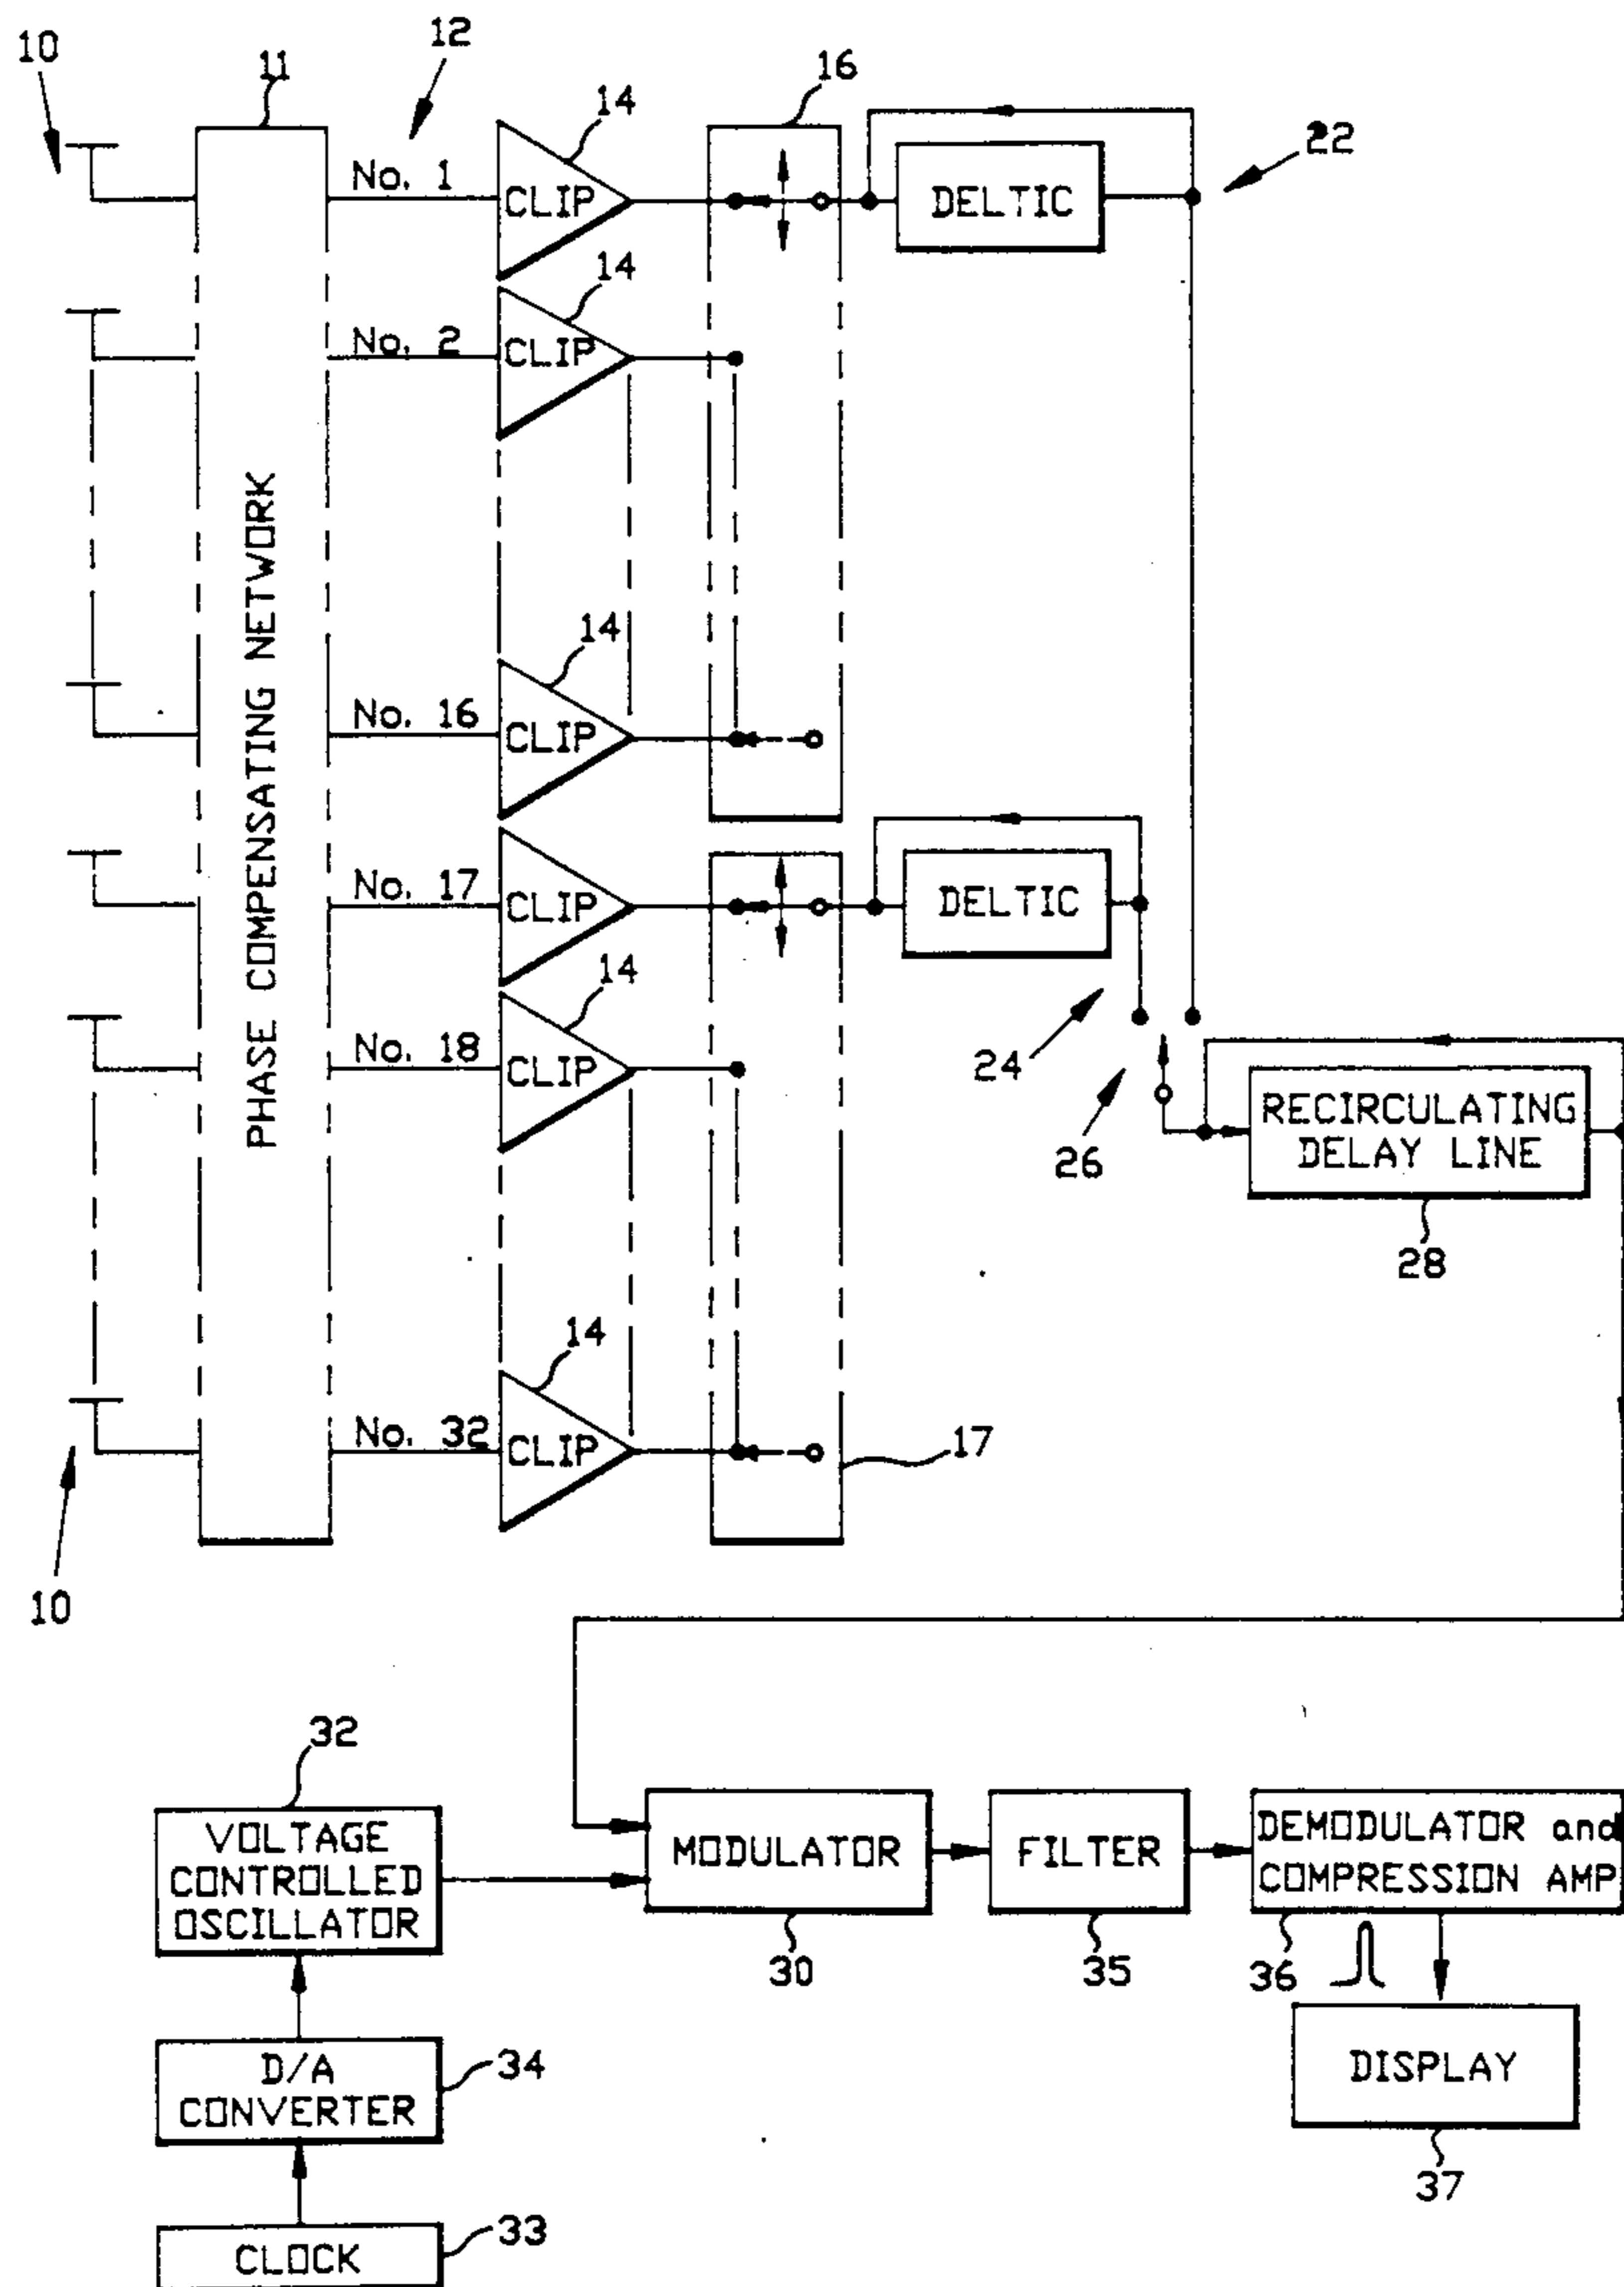 10
11
12
14
16
22
No. 1
CLIP
DELTIC
14
No. 2
CLIP
PHASE COMPENSATING NETWORK
14
No. 16
CLIP
No. 17
CLIP
DELTIC
14
No. 18
CLIP
24
26
RECIRCULATING
DELAY LINE
28
14
No. 32
CLIP
17
10
32
VOLTAGE
CONTROLLED
OSCILLATOR
MODULATOR
30
FILTER
35
DEMODULATOR and
COMPRESSION AMP
36
D/A
CONVERTER
34
DISPLAY
37
CLOCK
33